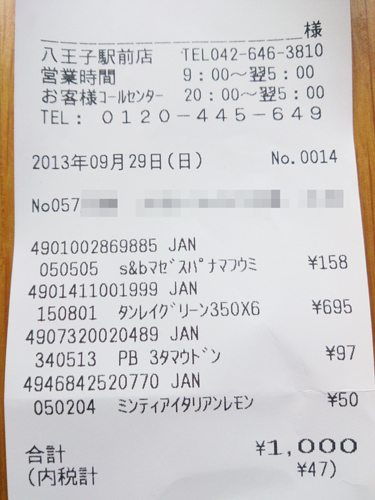 様
八王子駅前店 TEL042-646-3810
営業時間 9:00~翌5:00
お客様ｺｰﾙｾﾝﾀｰ 20:00~翌5:00
TEL: 0120-445-649
2013年09月29日(日) No.0014
No057
4901002869885 JAN
050505 s&bﾏｾﾞｽﾊﾟﾅﾏﾌｳﾐ ¥158
4901411001999 JAN
150801 ﾀﾝﾚｲｸﾞﾘｰﾝ350X6 ¥695
4907320020489 JAN
340513 PB 3ﾀﾏｳﾄﾞﾝ ¥97
4946842520770 JAN
050204 ﾐﾝﾃｨｱｲﾀﾘｱﾝﾚﾓﾝ ¥50
合計 ¥1,000
(内税計 ¥47)